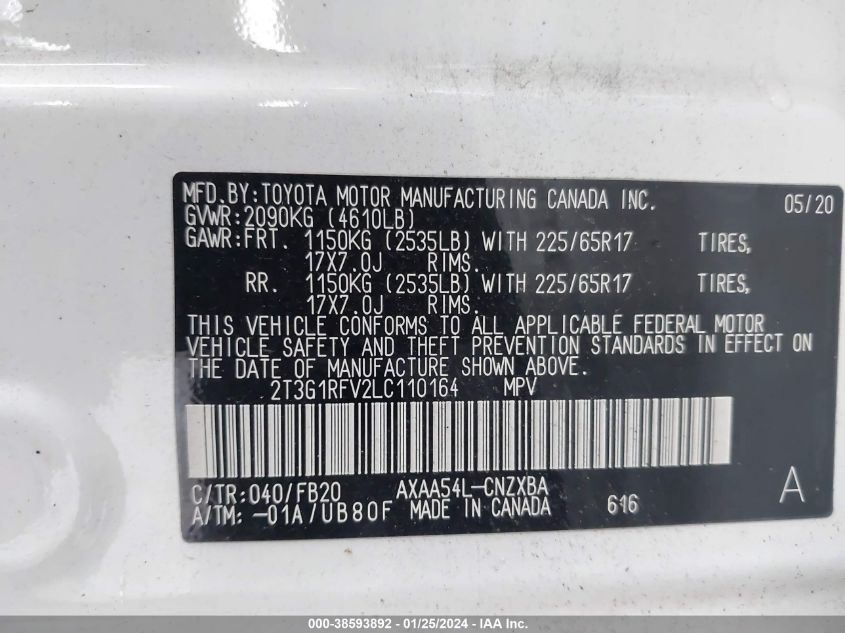 MFD.BY:TOYOTA MOTOR MANUFACTURING CANADA INC. 05/20
GVWR:2090KG (4610LB)
GAWR:FRT. 1150KG (2535LB) WITH 225/65R17 TIRES,
17X7.0J RIMS.
RR. 1150KG (2535LB) WITH 225/65R17 TIRES,
17X7.0J RIMS.
THIS VEHICLE CONFORMS TO ALL APPLICABLE FEDERAL MOTOR
VEHICLE SAFETY AND THEFT PREVENTION STANDARDS IN EFFECT ON
THE DATE OF MANUFACTURE SHOWN ABOVE.
2T3G1RFV2LC110164 MPV
C/TR:040/FB20 AXAA54L-CNZXBA A
A/TM: -01A/UB80F MADE IN CANADA 616
000-38593892 - 01/25/2024 - IAA Inc.